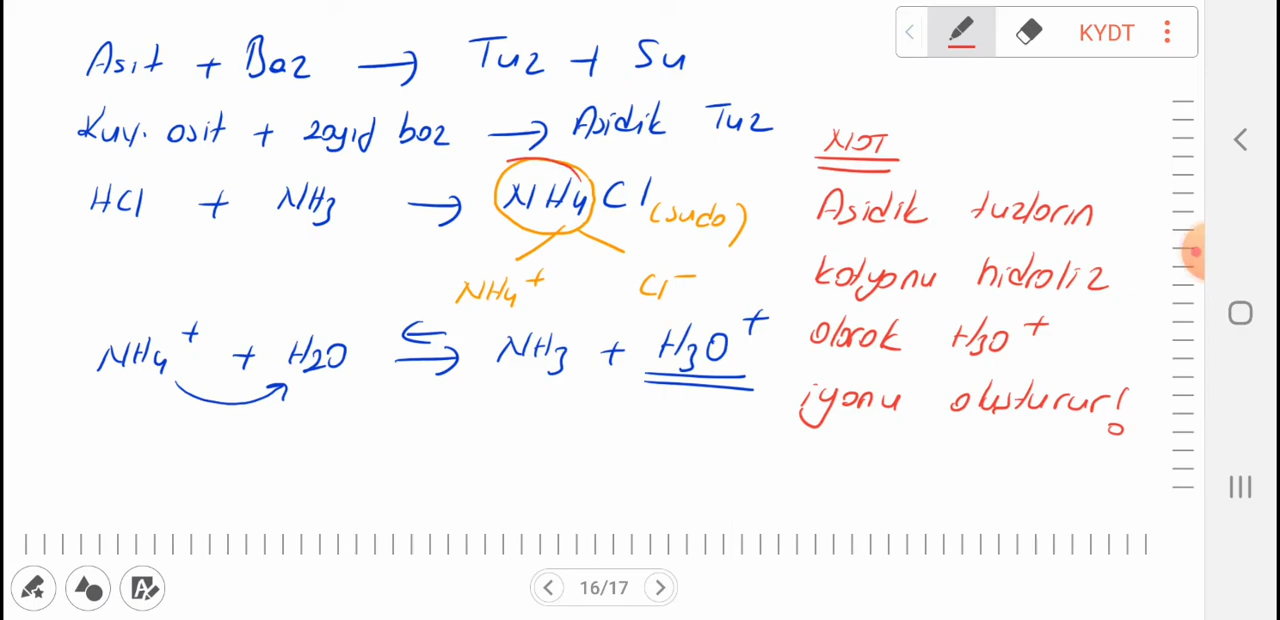 KYDT
Asit + Baz → Tuz + Su
Kuv. asit + zayıf baz → Asidik Tuz
HCl + NH3 → NH4Cl (suda)
NH4+ Cl−
NH4+ + H2O ⇌ NH3 + H3O+
NOT
Asidik tuzların
katyonu hidroliz
olarak H3O+
iyonu oluşturur!
16/17